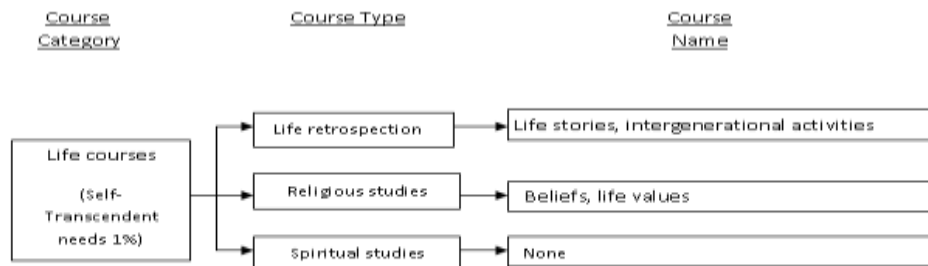 Course Category
Course Type
Course Name
Life courses
(Self-
Transcendent
needs 1%)
Life retrospection
Life stories, intergenerational activities
Religious studies
Beliefs, life values
Spiritual studies
None